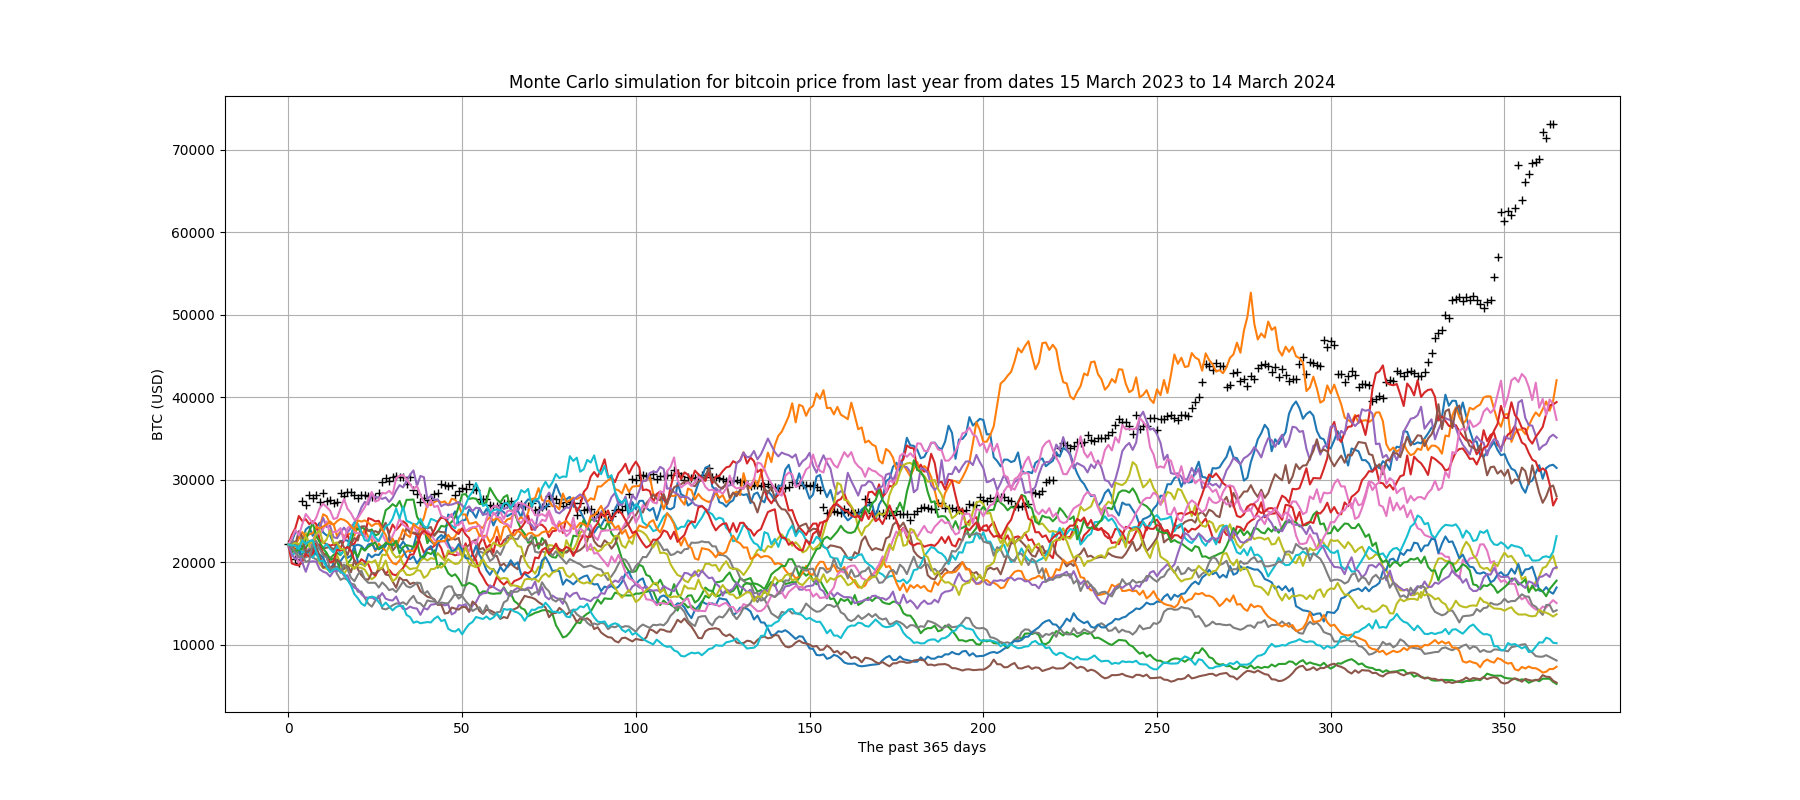 Monte Carlo simulation for bitcoin price from last year from dates 15 March 2023 to 14 March 2024
70000
60000
50000
40000
30000
20000
10000
BTC (USD)
0 50 100 150 200 250 300 350
The past 365 days